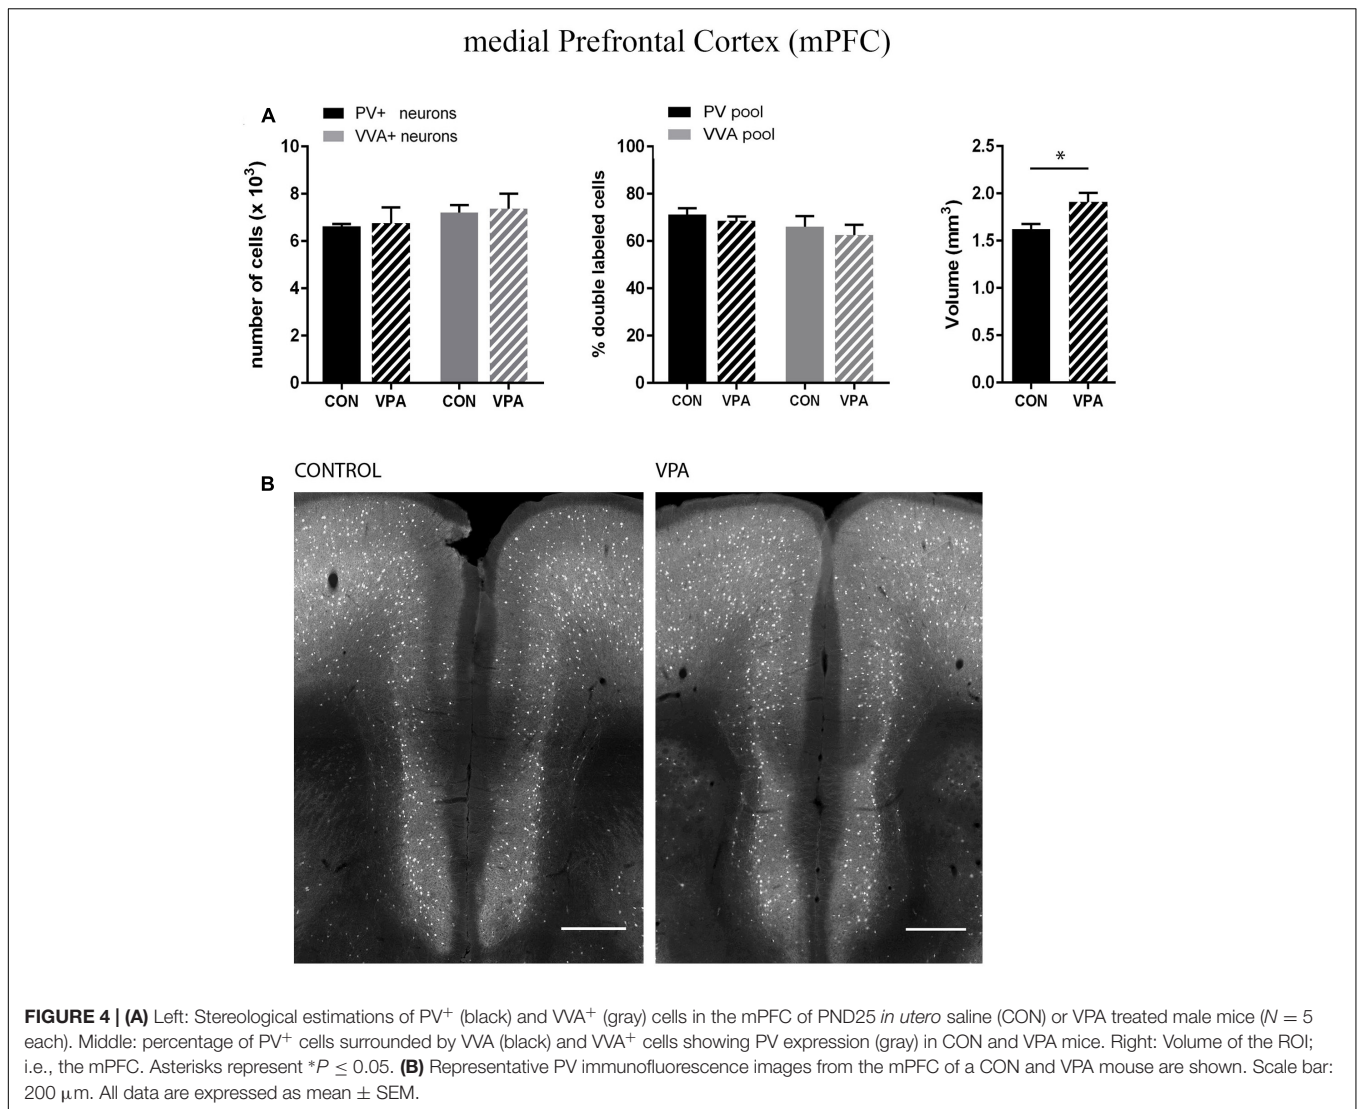 medial Prefrontal Cortex (mPFC)
A
PV+ neurons
VVA+ neurons
number of cells (x 10³)
10
8
6
4
2
0
CON VPA CON VPA
PV pool
VVA pool
% double labeled cells
100
80
60
40
20
0
CON VPA CON VPA
Volume (mm³)
2.5
2.0
1.5
1.0
0.5
0.0
*
CON VPA
B
CONTROL
VPA
FIGURE 4 | (A) Left: Stereological estimations of PV⁺ (black) and VVA⁺ (gray) cells in the mPFC of PND25 in utero saline (CON) or VPA treated male mice (N = 5
each). Middle: percentage of PV⁺ cells surrounded by VVA (black) and VVA⁺ cells showing PV expression (gray) in CON and VPA mice. Right: Volume of the ROI;
i.e., the mPFC. Asterisks represent *P ≤ 0.05. (B) Representative PV immunofluorescence images from the mPFC of a CON and VPA mouse are shown. Scale bar:
200 μm. All data are expressed as mean ± SEM.